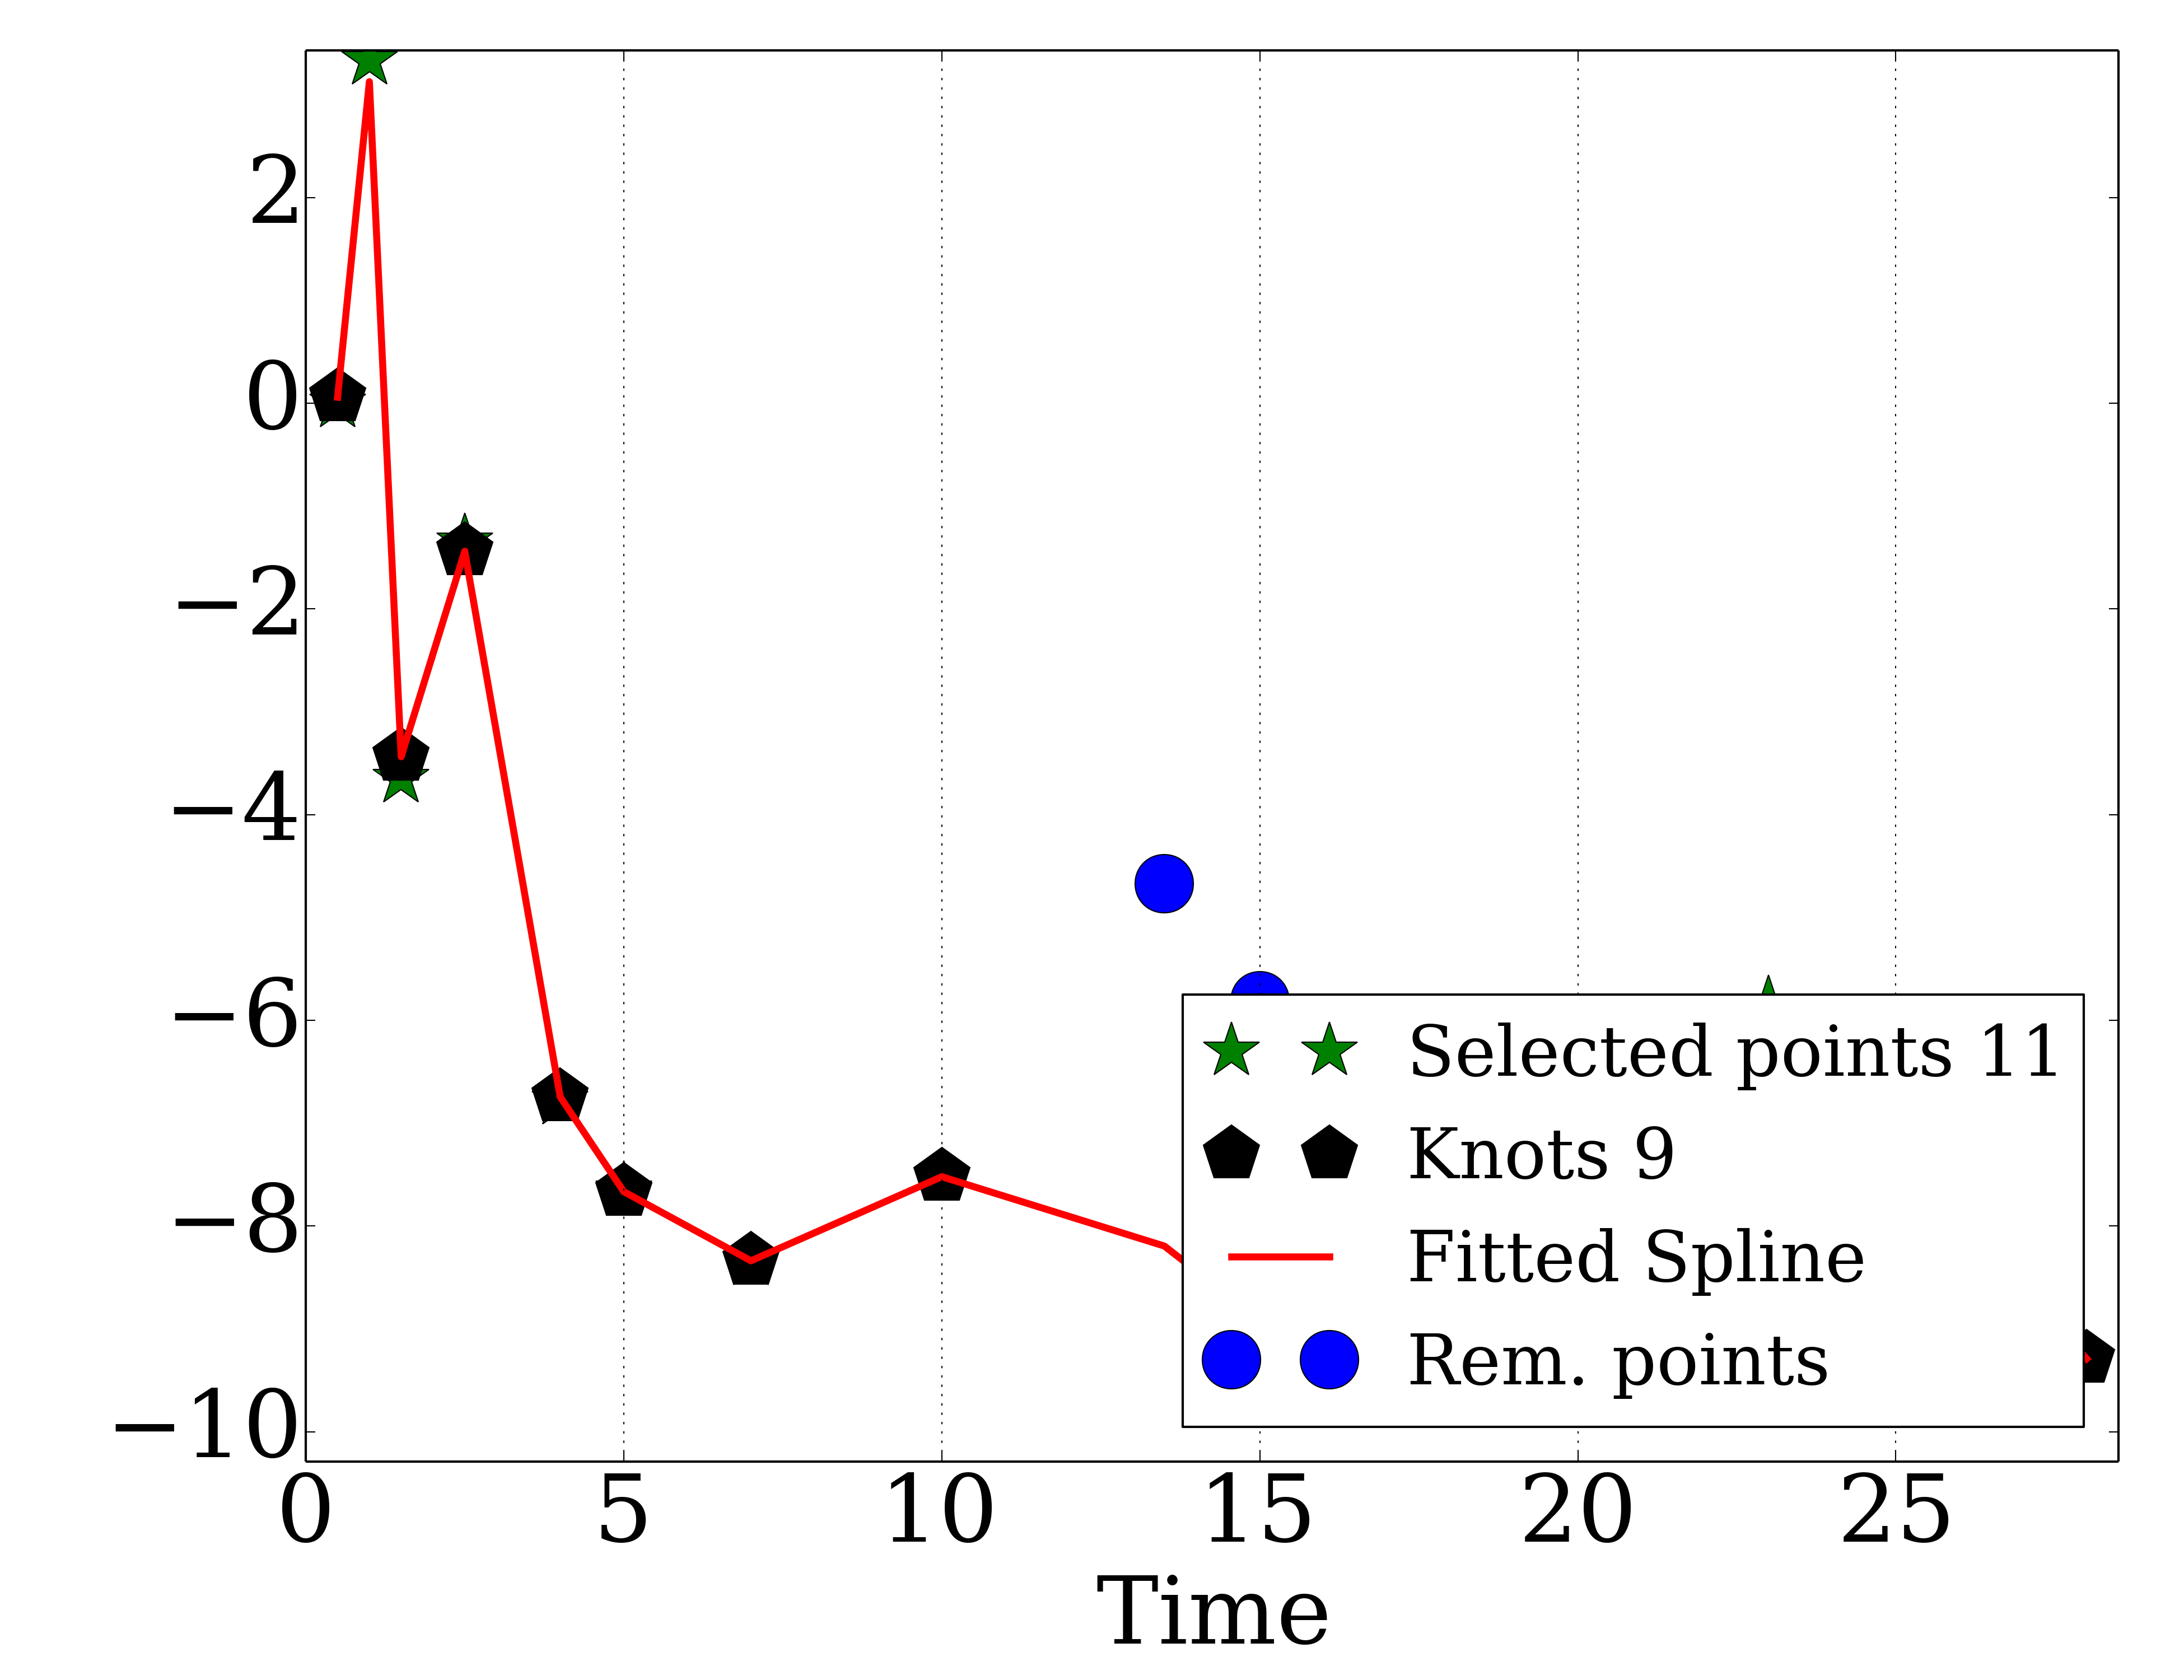 2
0
−2
−4
−6
−8
−10
Selected points 11
Knots 9
Fitted Spline
Rem. points
0 5 10 15 20 25
Time